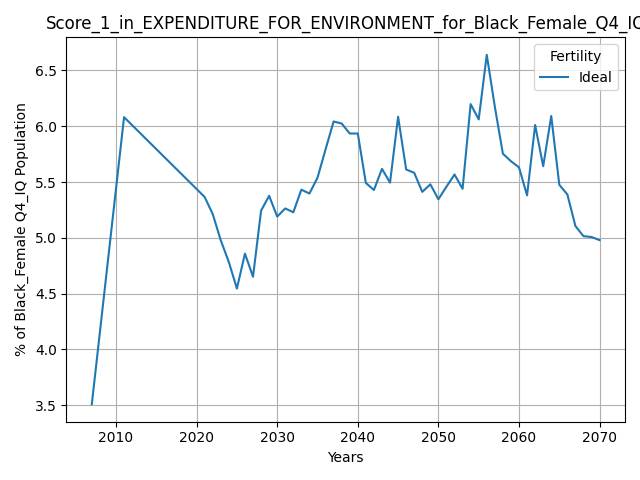 Score_1_in_EXPENDITURE_FOR_ENVIRONMENT_for_Black_Female_Q4_IQ
Fertility
Ideal
% of Black_Female Q4_IQ Population
6.5
6.0
5.5
5.0
4.5
4.0
3.5
2010 2020 2030 2040 2050 2060 2070
Years